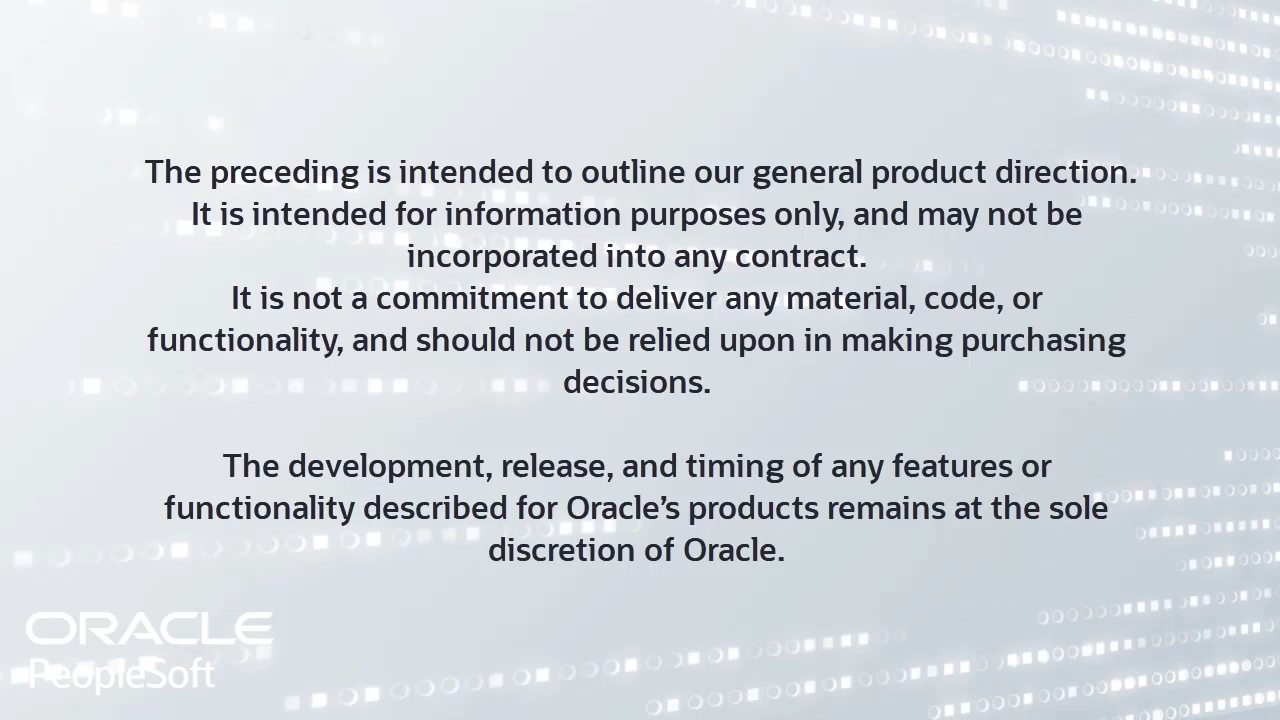 The preceding is intended to outline our general product direction.
It is intended for information purposes only, and may not be
incorporated into any contract.
It is not a commitment to deliver any material, code, or
functionality, and should not be relied upon in making purchasing
decisions.
The development, release, and timing of any features or
functionality described for Oracle’s products remains at the sole
discretion of Oracle.
ORACLE
PeopleSoft